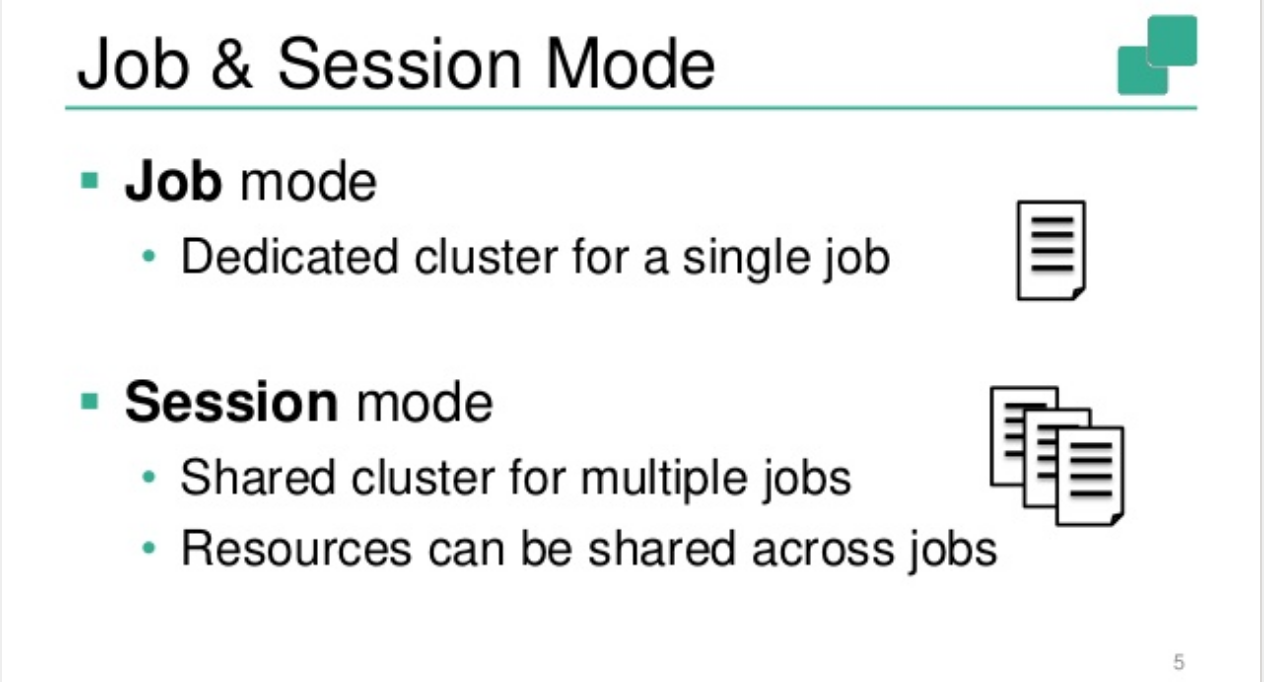 Job & Session Mode
Job mode
Dedicated cluster for a single job
Session mode
Shared cluster for multiple jobs
Resources can be shared across jobs
5